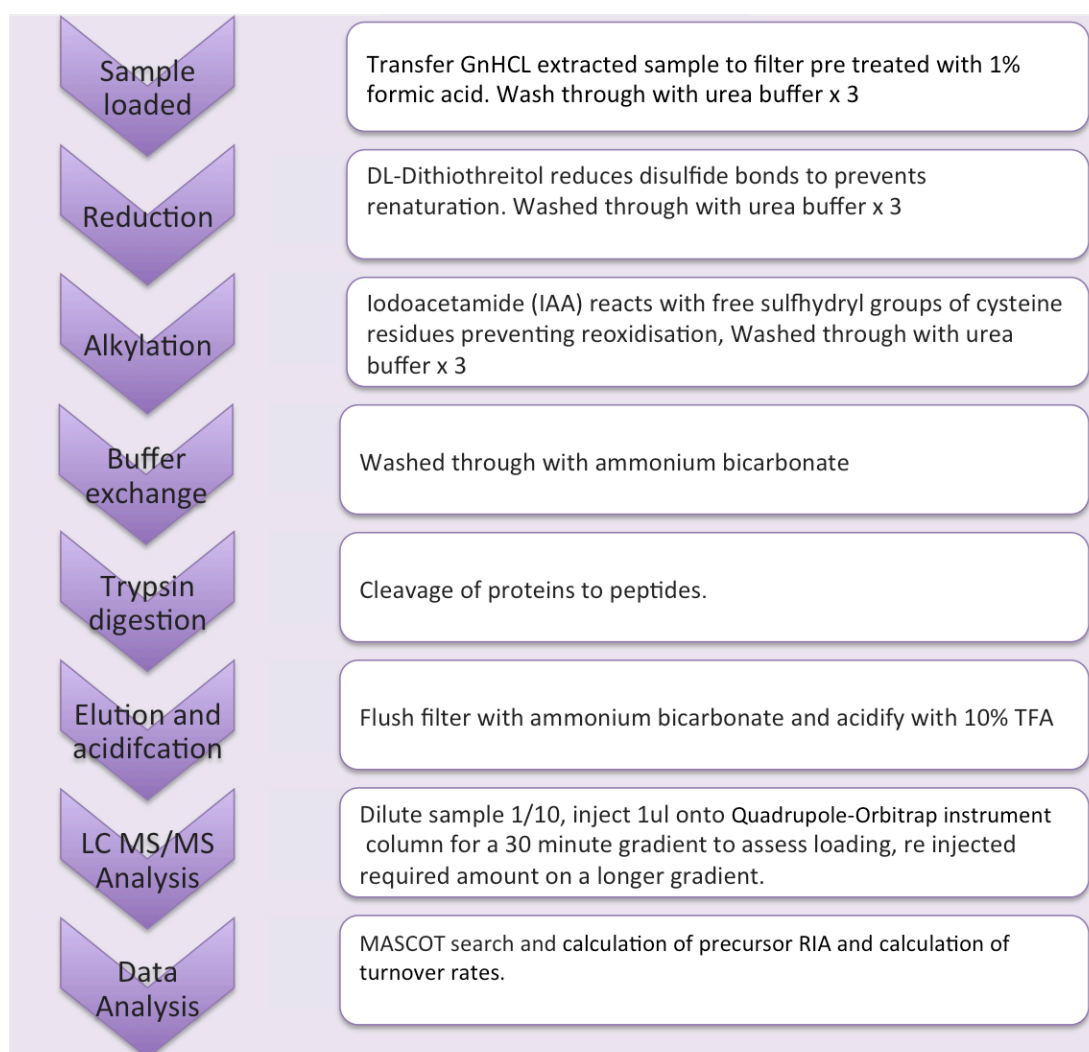 Sample
loaded
Transfer GnHCL extracted sample to filter pre treated with 1%
formic acid. Wash through with urea buffer x 3
Reduction
DL-Dithiothreitol reduces disulfide bonds to prevents
renaturation. Washed through with urea buffer x 3
Alkylation
Iodoacetamide (IAA) reacts with free sulfhydryl groups of cysteine
residues preventing reoxidisation, Washed through with urea
buffer x 3
Buffer
exchange
Washed through with ammonium bicarbonate
Trypsin
digestion
Cleavage of proteins to peptides.
Elution and
acidifcation
Flush filter with ammonium bicarbonate and acidify with 10% TFA
LC MS/MS
Analysis
Dilute sample 1/10, inject 1ul onto Quadrupole-Orbitrap instrument
column for a 30 minute gradient to assess loading, re injected
required amount on a longer gradient.
Data
Analysis
MASCOT search and calculation of precursor RIA and calculation of
turnover rates.